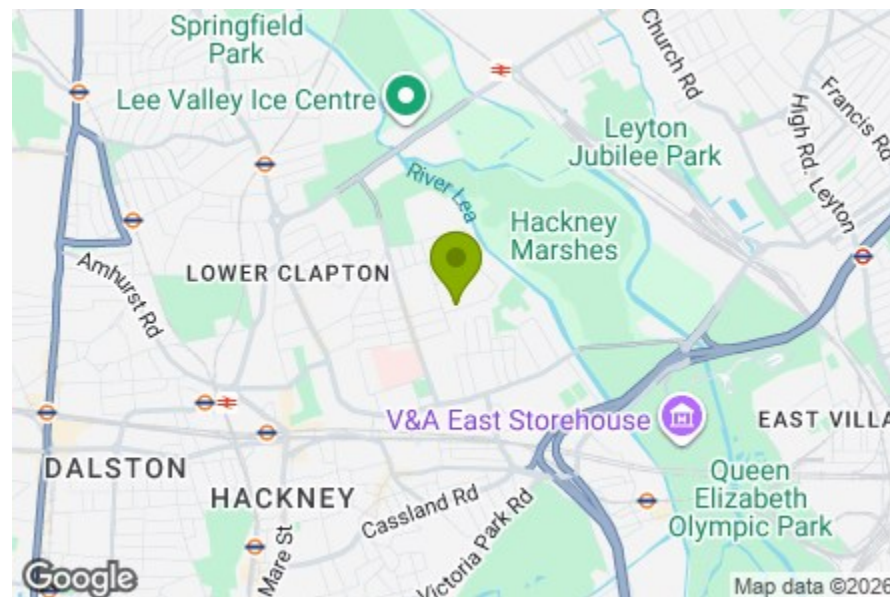 Springfield
Park
Lee Valley Ice Centre
Church Rd
Francis Rd
High Rd. Leyton
Leyton
Jubilee Park
River Lea
Hackney
Marshes
LOWER CLAPTON
Amhurst Rd
V&A East Storehouse
EAST VILLA
DALSTON
HACKNEY
Cassland Rd
Queen
Elizabeth
Olympic Park
Mare St
Victoria Park Rd
Google
Map data ©2026